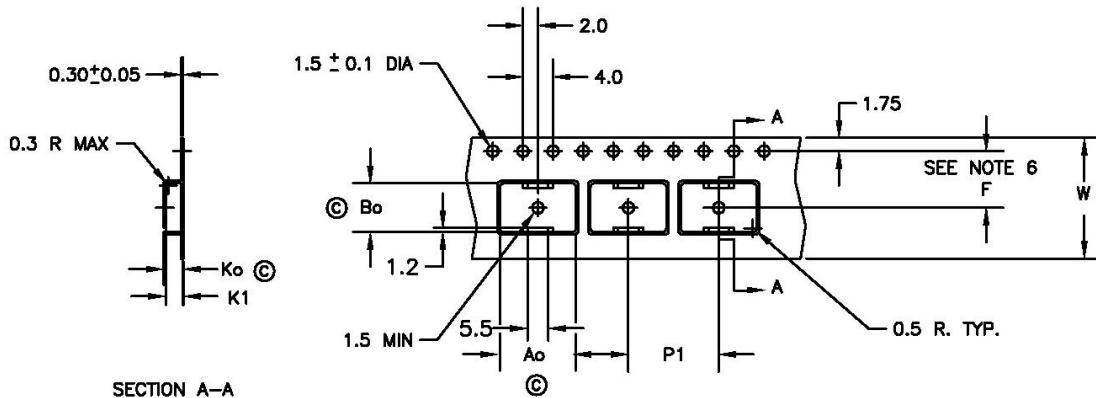 2.0
0.30±0.05
1.5 ± 0.1 DIA
4.0
1.75
A
0.3 R MAX
SEE NOTE 6
F
W
Ⓒ Bo
1.2
Ko Ⓒ
K1
A
5.5
1.5 MIN
0.5 R. TYP.
Ao
P1
Ⓒ
SECTION A-A